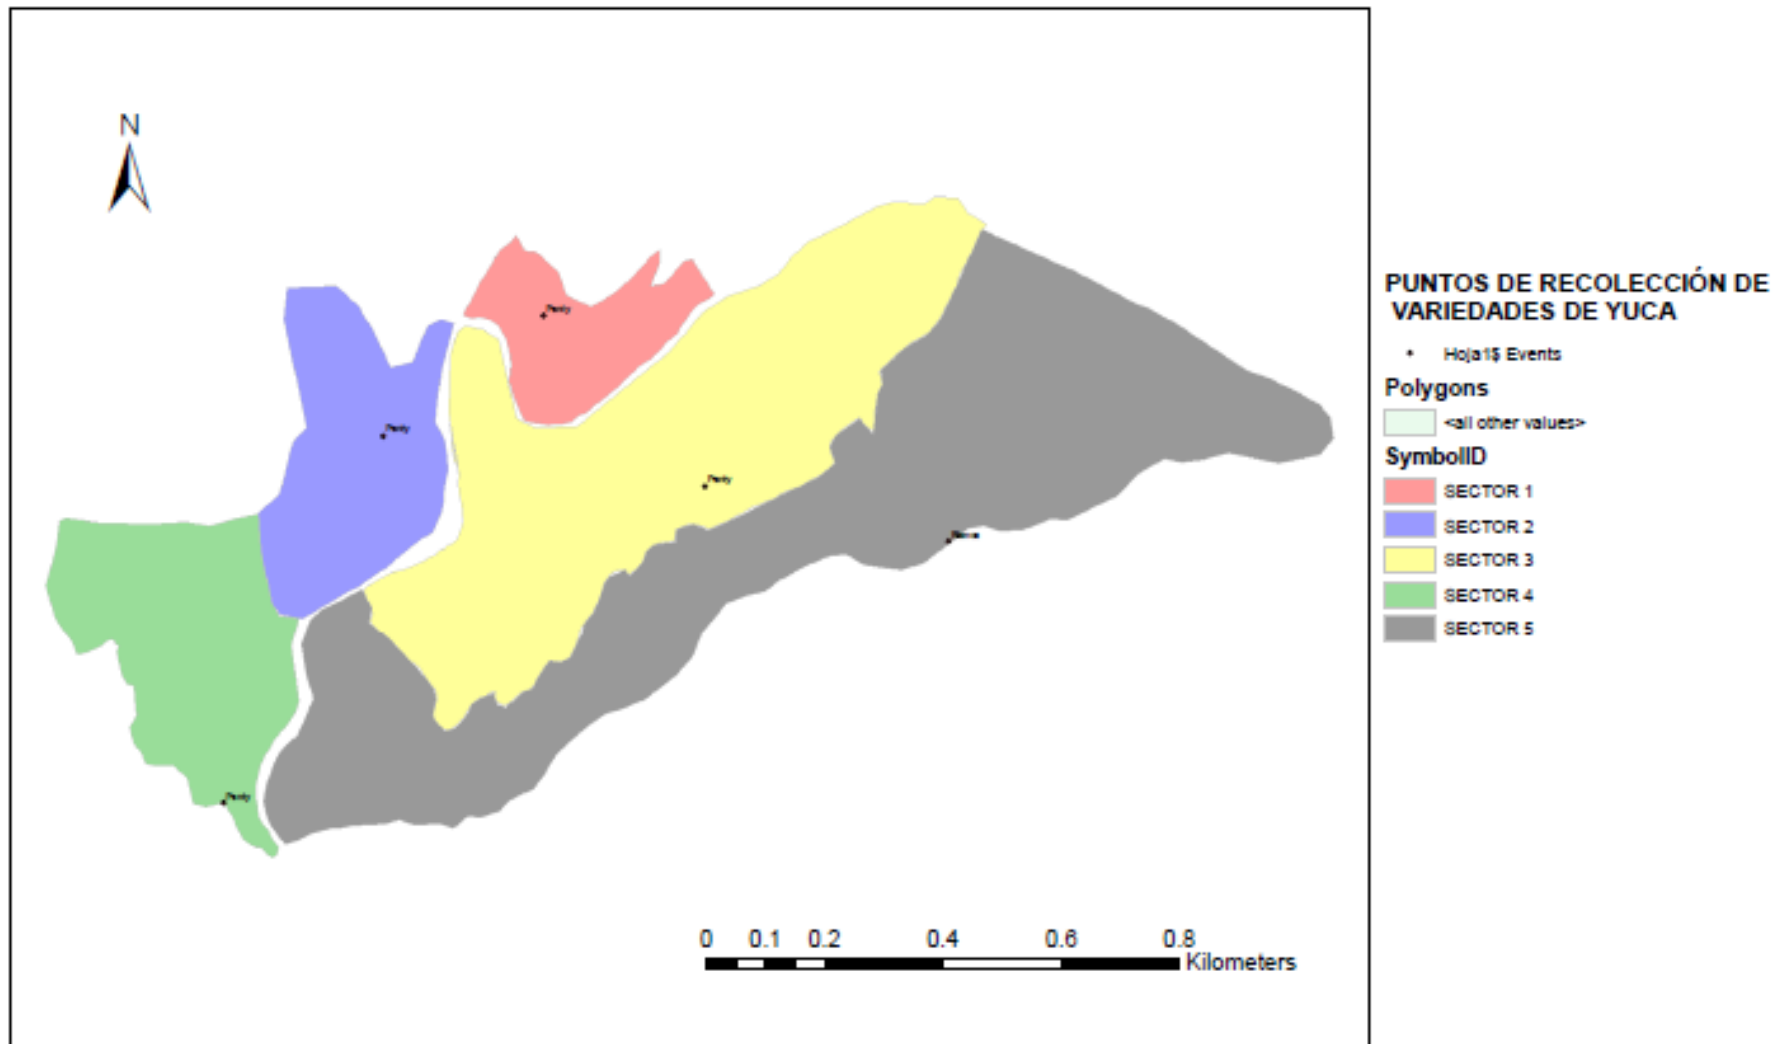 N
PUNTOS DE RECOLECCIÓN DE
VARIEDADES DE YUCA
Hoja1$ Events
Polygons
<all other values>
SymbolID
SECTOR 1
SECTOR 2
SECTOR 3
SECTOR 4
SECTOR 5
0 0.1 0.2 0.4 0.6 0.8
Kilometers